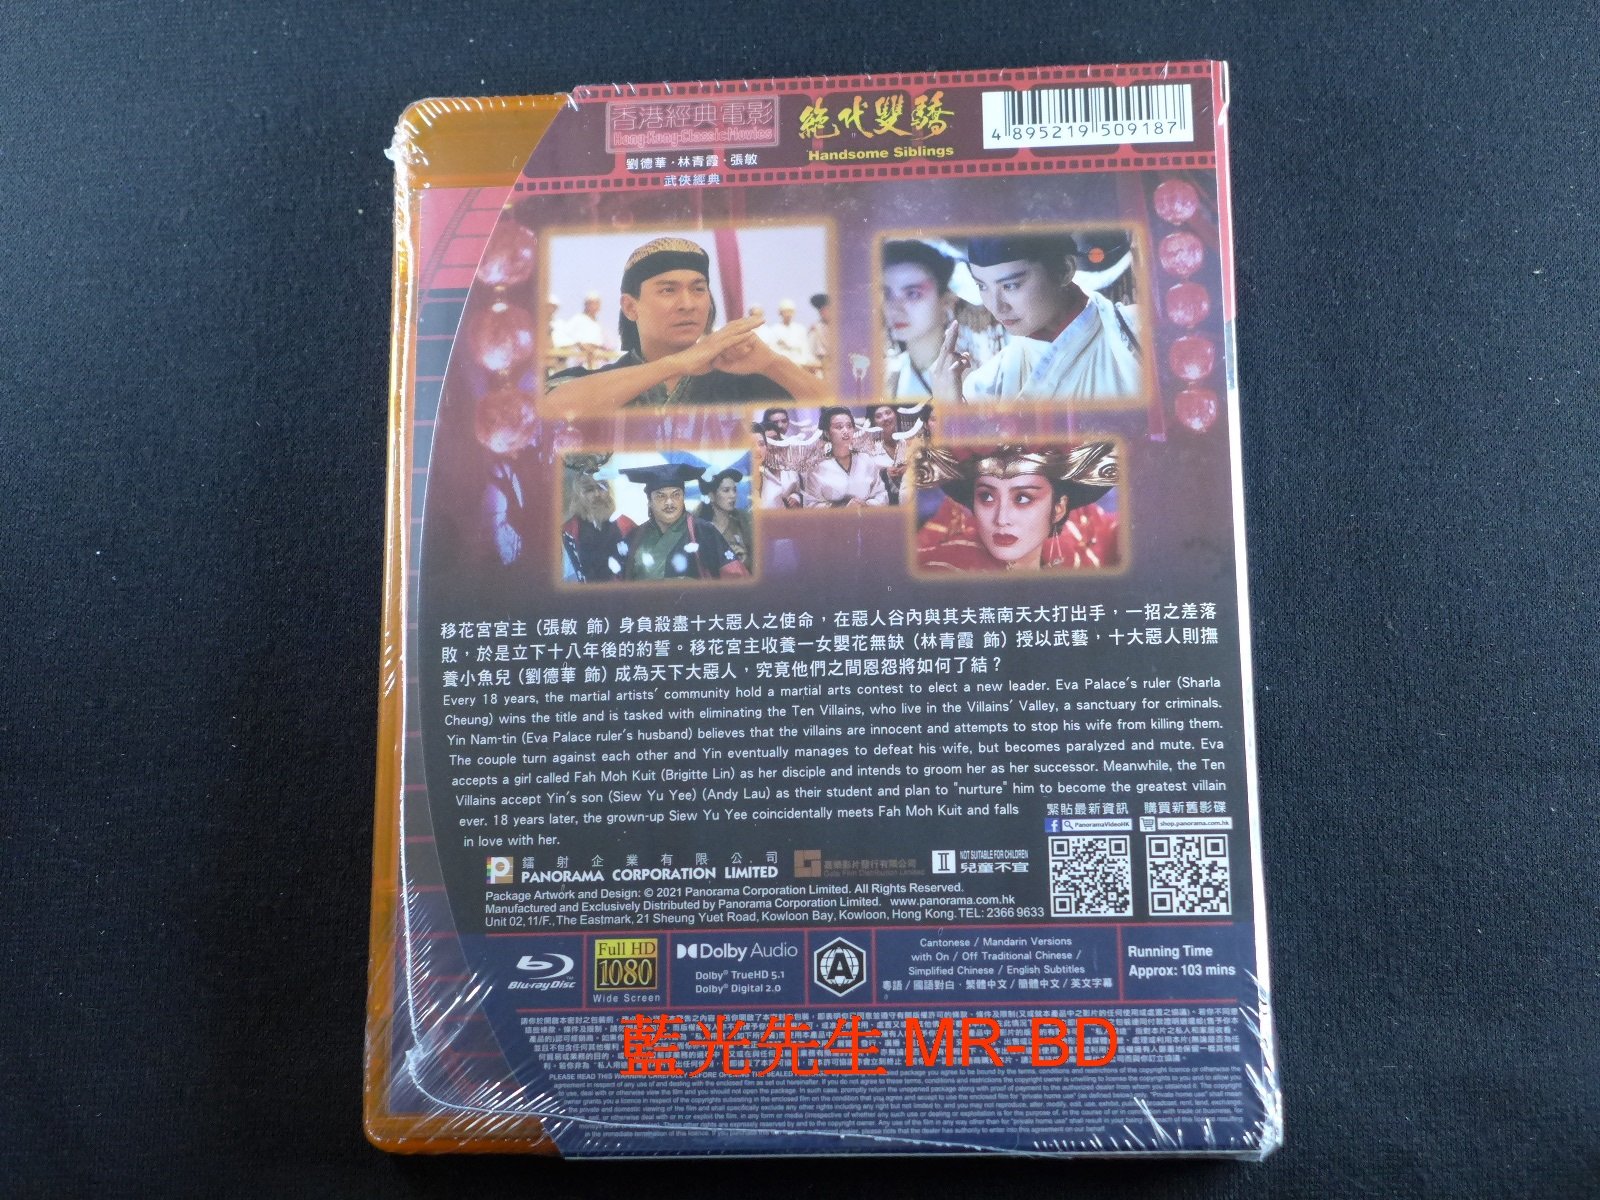 香港經典電影
Hong Kong Classic Movies
劉德華·林青霞·張敏
武俠經典
絕代雙驕
Handsome Siblings
4 895219 509187
移花宮宮主 (張敏 飾) 身負殺盡十大惡人之使命，在惡人谷內與其夫燕南天大打出手，一招之差落
敗，於是立下十八年後的約誓。移花宮主收養一女嬰花無缺 (林青霞 飾) 授以武藝，十大惡人則撫
養小魚兒 (劉德華 飾) 成為天下大惡人，究竟他們之間恩怨將如何了結？
Every 18 years, the martial artists' community hold a martial arts contest to elect a new leader. Eva Palace's ruler (Sharla
Cheung) wins the title and is tasked with eliminating the Ten Villains, who live in the Villains' Valley, a sanctuary for criminals.
Yin Nam-tin (Eva Palace ruler's husband) believes that the villains are innocent and attempts to stop his wife from killing them.
The couple turn against each other and Yin eventually manages to defeat his wife, but becomes paralyzed and mute. Eva
accepts a girl called Fah Moh Kuit (Brigitte Lin) as her disciple and intends to groom her as her successor. Meanwhile, the Ten
Villains accept Yin's son (Siew Yu Yee) (Andy Lau) as their student and plan to "nurture" him to become the greatest villain
ever. 18 years later, the grown-up Siew Yu Yee coincidentally meets Fah Moh Kuit and falls
in love with her.
緊貼最新資訊
購買新舊影碟
PanoramaVideoHK
shop.panorama.com.hk
鐳射企業有限公司
PANORAMA CORPORATION LIMITED
II
NOT SUITABLE FOR CHILDREN
兒童不宜
Package Artwork and Design: © 2021 Panorama Corporation Limited. All Rights Reserved.
Manufactured and Exclusively Distributed by Panorama Corporation Limited. www.panorama.com.hk
Unit 02, 11/F., The Eastmark, 21 Sheung Yuet Road, Kowloon Bay, Kowloon, Hong Kong. TEL: 2366 9633
Blu-ray Disc
Full HD
1080
Wide Screen
Dolby Audio
Dolby® TrueHD 5.1
Dolby® Digital 2.0
A
Cantonese / Mandarin Versions
with On / Off Traditional Chinese /
Simplified Chinese / English Subtitles
粵語 / 國語對白 · 繁體中文 / 簡體中文 / 英文字幕
Running Time
Approx: 103 mins
藍光先生 MR-BD